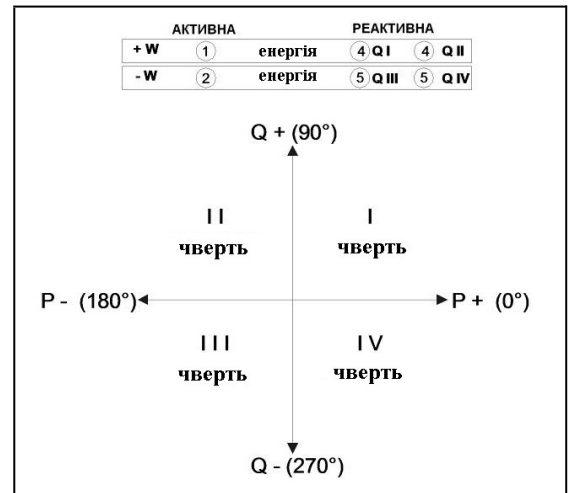 АКТИВНА РЕАКТИВНА
+ W 1 енергія 4 Q I 4 Q II
- W 2 енергія 5 Q III 5 Q IV
Q + (90°)
I I I
чверть чверть
P - (180°) P + (0°)
I I I I V
чверть чверть
Q - (270°)